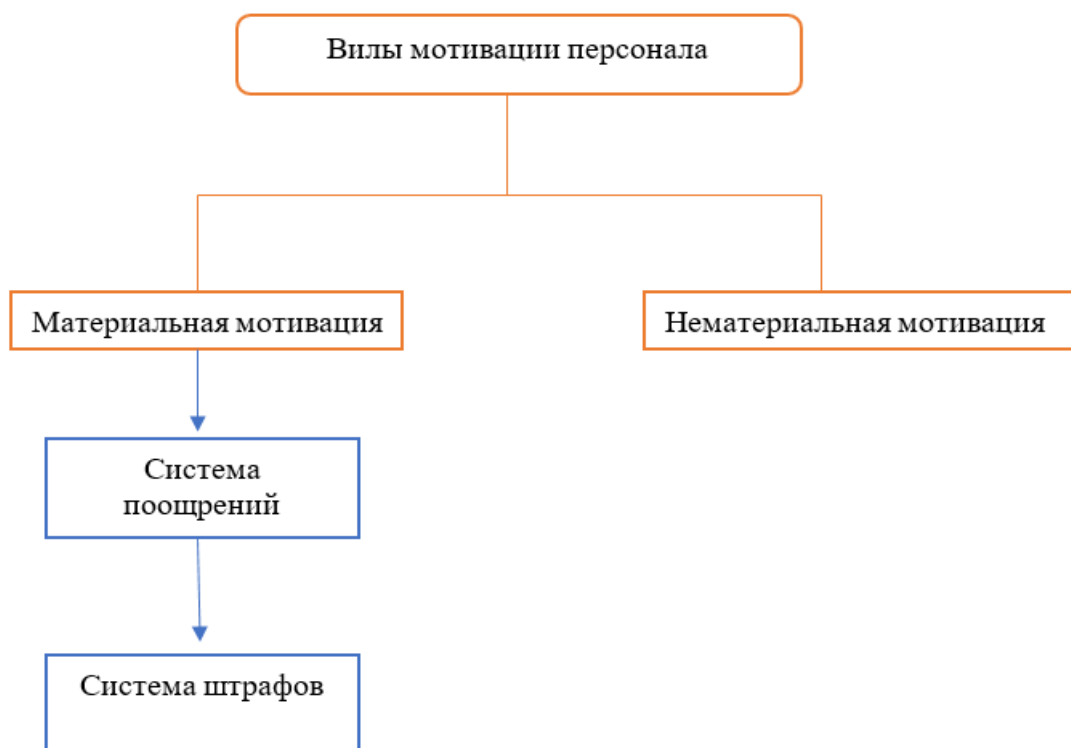 Вилы мотивации персонала
Материальная мотивация
Нематериальная мотивация
Система
поощрений
Система штрафов